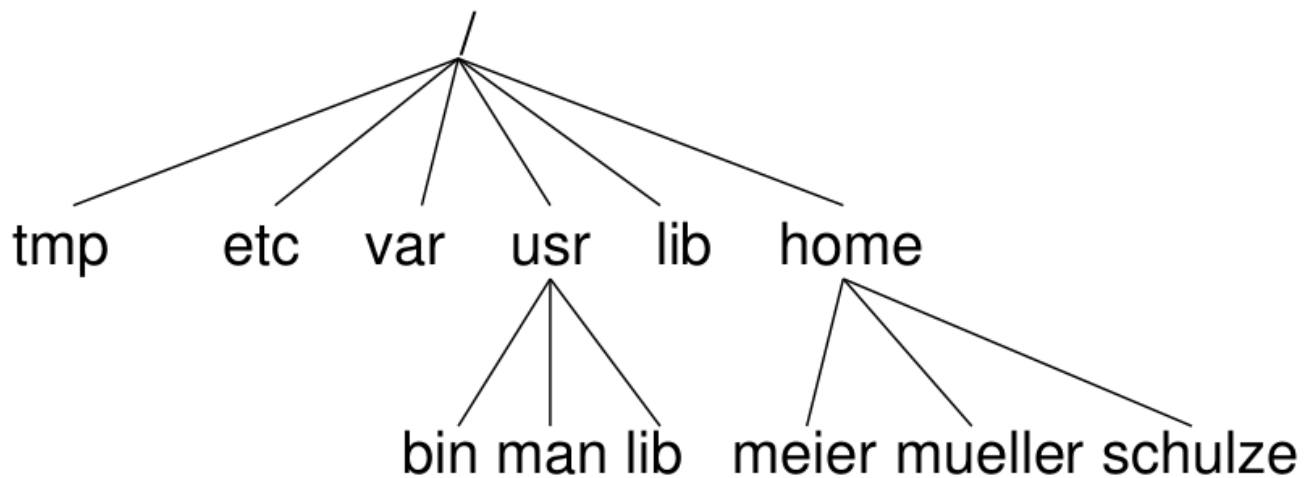 /
tmp etc var usr lib home
bin man lib meier mueller schulze